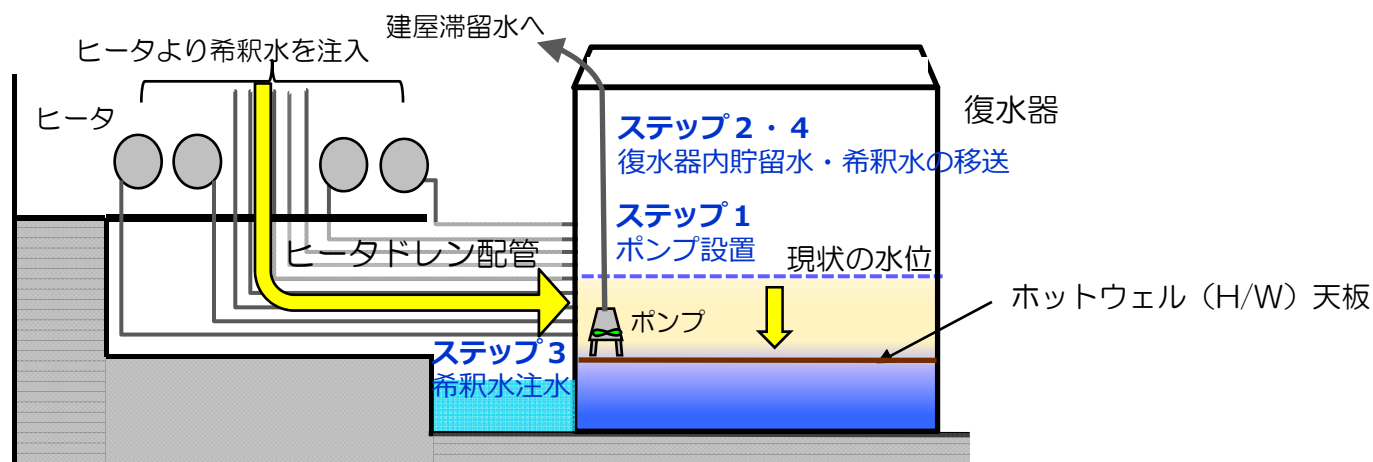 建屋滞留水へ
ヒータより希釈水を注入
ヒータ
復水器
ステップ2・4
復水器内貯留水・希釈水の移送
ステップ1
ポンプ設置
現状の水位
ヒータドレン配管
ホットウェル（H/W）天板
ポンプ
ステップ3
希釈水注水